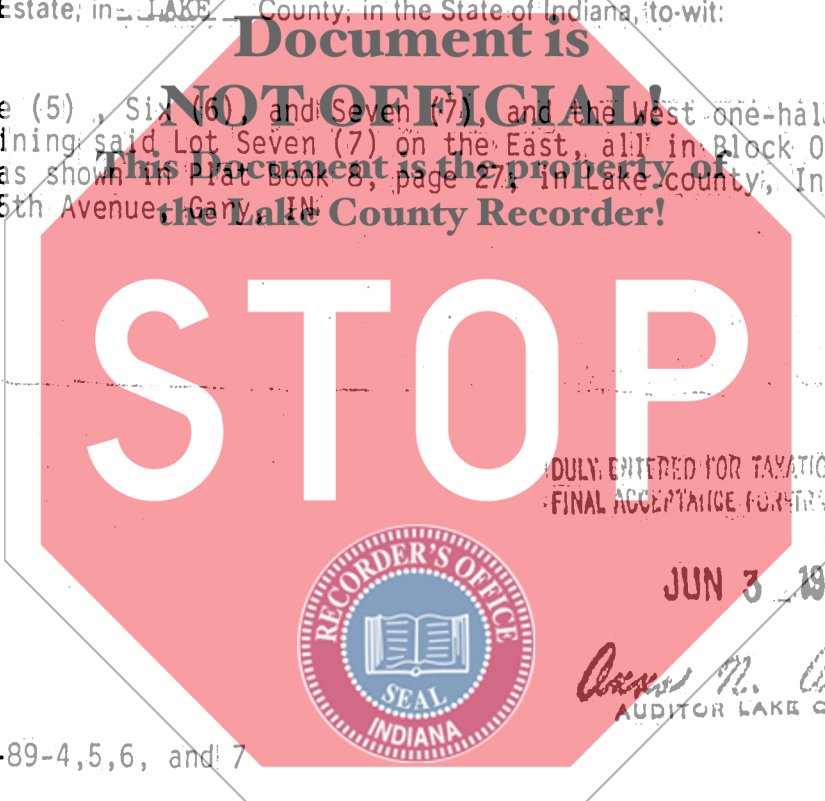 Estate, in LAKE County, in the State of Indiana, to-wit:
Document is
NOT OFFICIAL!
e (5) , Six (6), and Seven (7), and the West one-hal
ining said Lot Seven (7) on the East, all in Block O
This Document is the property of
as shown in Plat Book 8, page 27, in Lake county, In
5th Avenue, Gary, IN
the Lake County Recorder!
STOP
DULY ENTERED FOR TAXATIO
FINAL ACCEPTANCE FOR
JUN 3 19
RECORDER'S OFFICE
SEAL
INDIANA
N.
AUDITOR LAKE C
-89-4,5,6, and 7